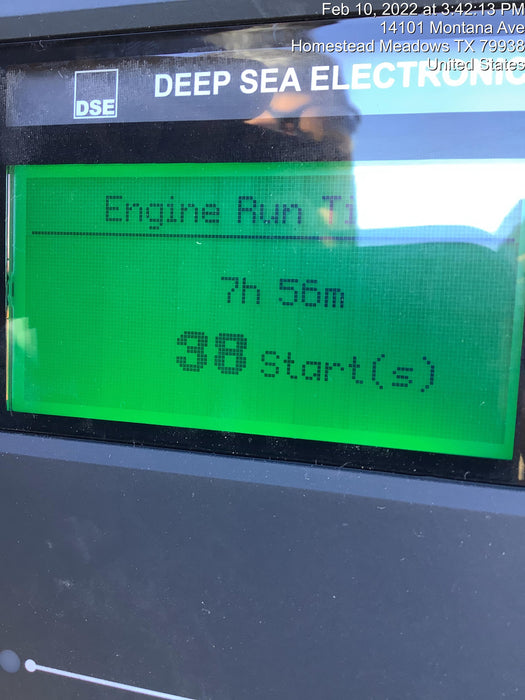 Feb 10, 2022 at 3:42:13 PM
14101 Montana Ave
Homestead Meadows TX 79938
United States
DSE
DEEP SEA ELECTRONIC
Engine Run Ti
7h 56m
38 Start(s)